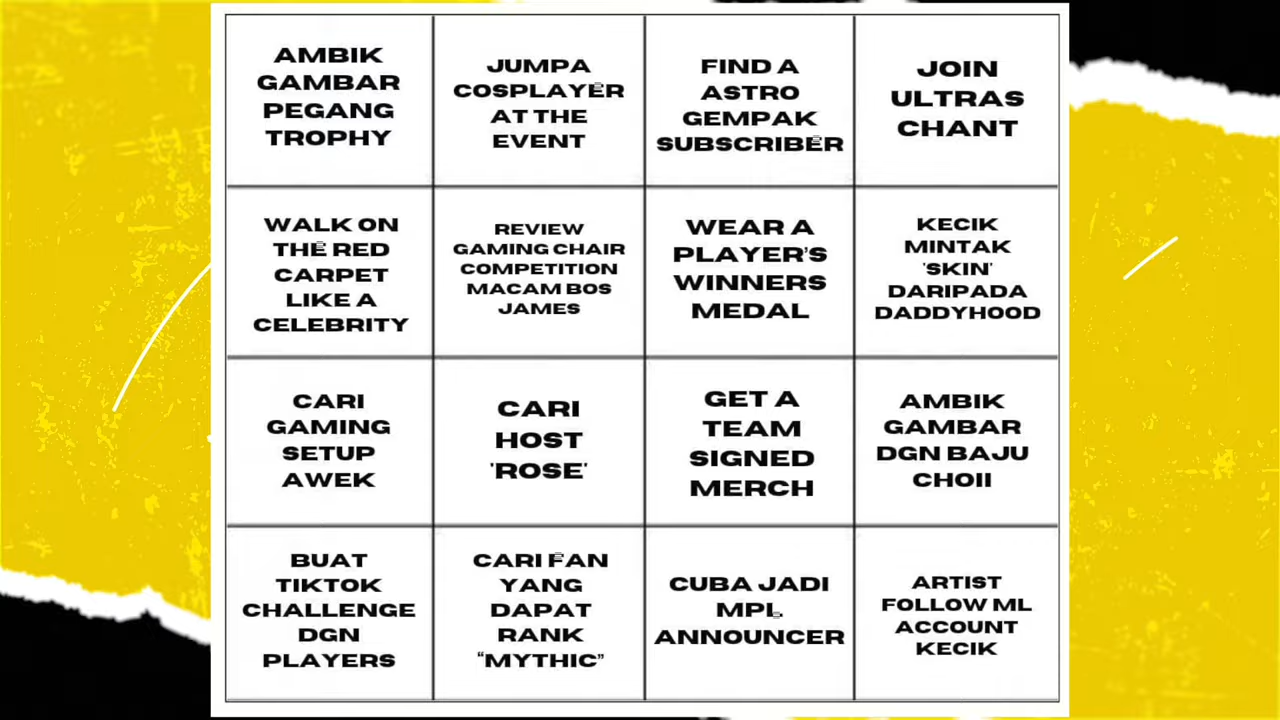 AMBIK
GAMBAR
PEGANG
TROPHY
JUMPA
COSPLAYER
AT THE
EVENT
FIND A
ASTRO
GEMPAK
SUBSCRIBER
JOIN
ULTRAS
CHANT
WALK ON
THE RED
CARPET
LIKE A
CELEBRITY
REVIEW
GAMING CHAIR
COMPETITION
MACAM BOS
JAMES
WEAR A
PLAYER'S
WINNERS
MEDAL
KECIK
MINTAK
'SKIN'
DARIPADA
DADDYHOOD
CARI
GAMING
SETUP
AWEK
CARI
HOST
'ROSE'
GET A
TEAM
SIGNED
MERCH
AMBIK
GAMBAR
DGN BAJU
CHOII
BUAT
TIKTOK
CHALLENGE
DGN
PLAYERS
CARI FAN
YANG
DAPAT
RANK
“MYTHIC”
CUBA JADI
MPL
ANNOUNCER
ARTIST
FOLLOW ML
ACCOUNT
KECIK